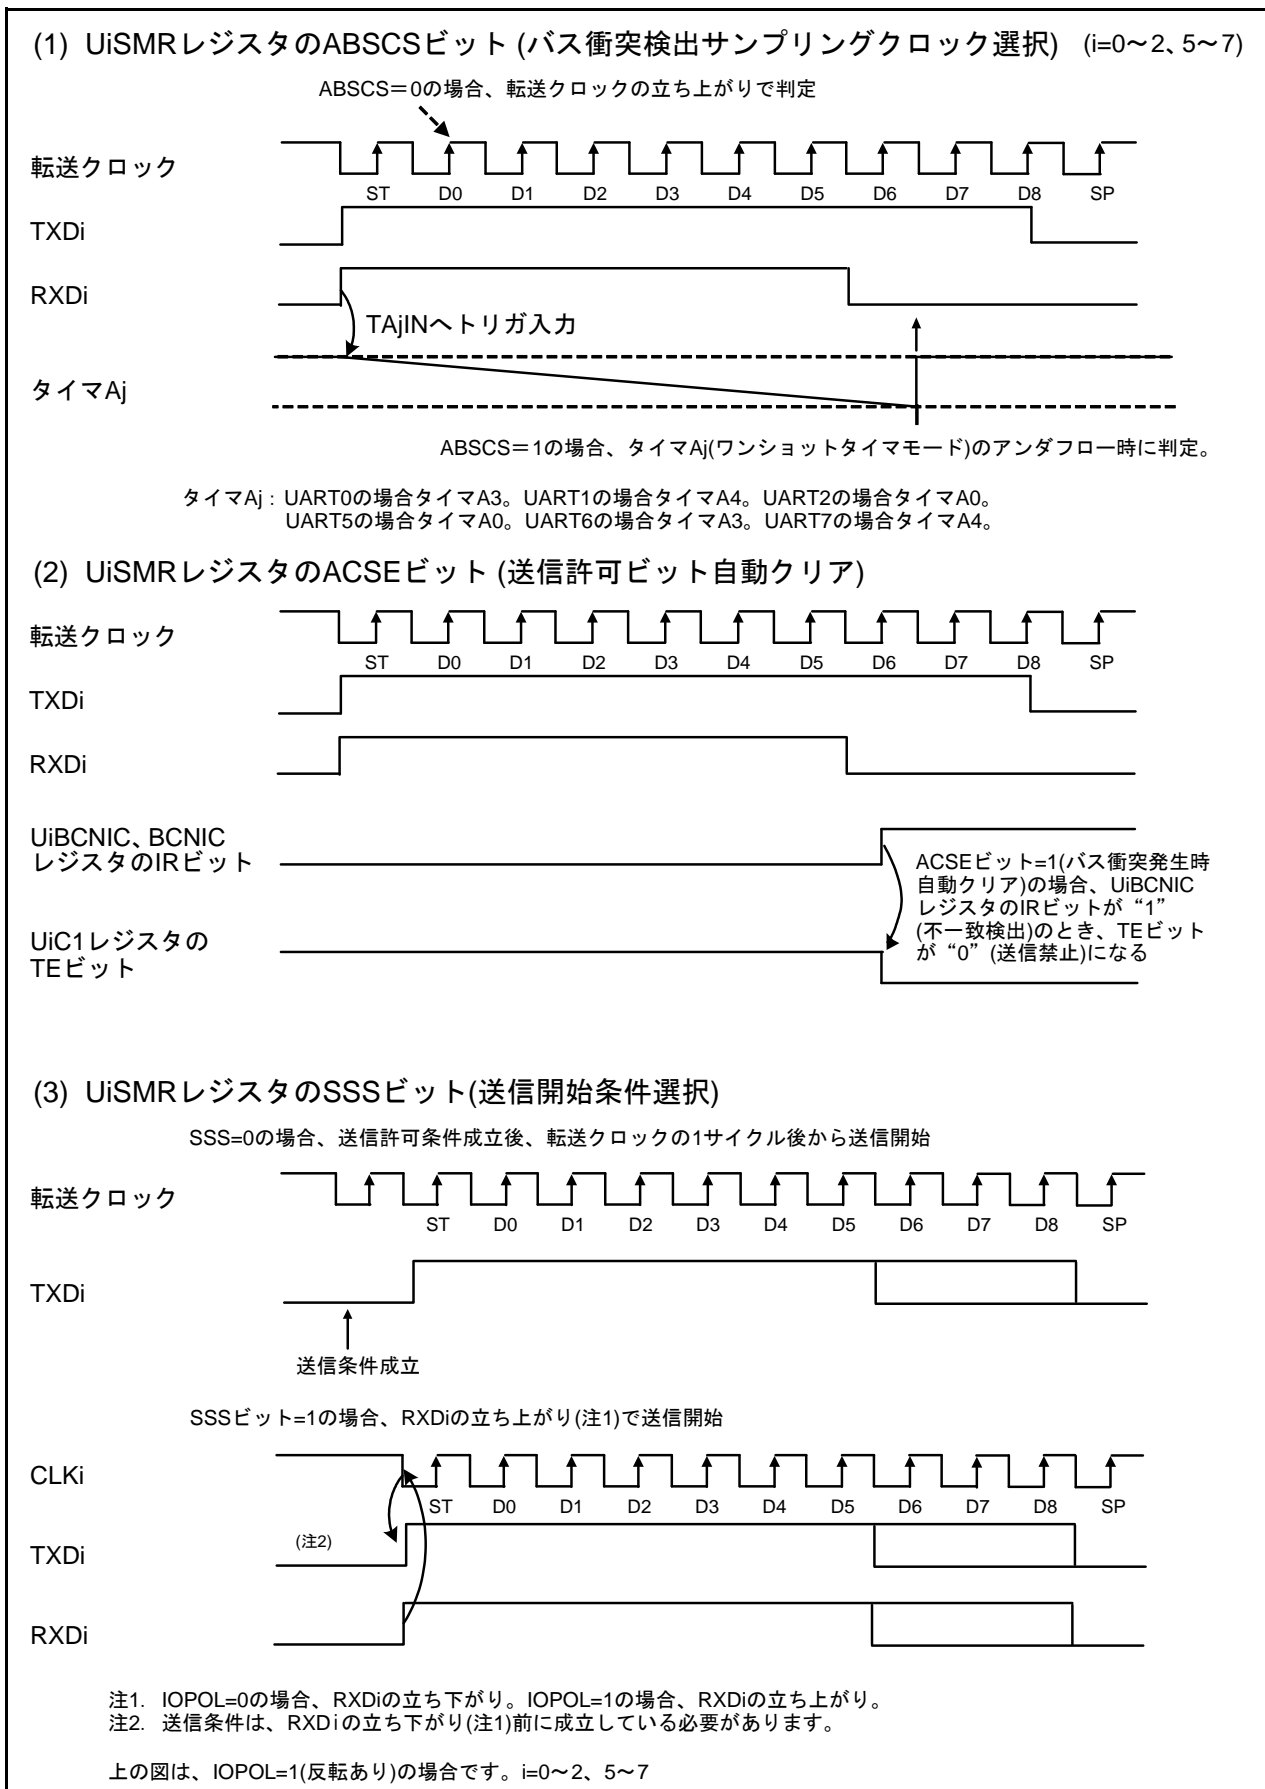 (1) UiSMRレジスタのABSCSビット (バス衝突検出サンプリングクロック選択) (i=0～2、5～7)
ABSCS＝0の場合、転送クロックの立ち上がりで判定
転送クロック
ST D0 D1 D2 D3 D4 D5 D6 D7 D8 SP
TXDi
RXDi
TAjINへトリガ入力
タイマAj
ABSCS＝1の場合、タイマAj(ワンショットタイマモード)のアンダフロー時に判定。
タイマAj : UART0の場合タイマA3。UART1の場合タイマA4。UART2の場合タイマA0。
UART5の場合タイマA0。UART6の場合タイマA3。UART7の場合タイマA4。
(2) UiSMRレジスタのACSEビット (送信許可ビット自動クリア)
転送クロック
ST D0 D1 D2 D3 D4 D5 D6 D7 D8 SP
TXDi
RXDi
UiBCNIC、BCNIC
レジスタのIRビット
ACSEビット=1(バス衝突発生時
自動クリア)の場合、UiBCNIC
レジスタのIRビットが“1”
(不一致検出)のとき、TEビット
が“0”(送信禁止)になる
UiC1レジスタの
TEビット
(3) UiSMRレジスタのSSSビット(送信開始条件選択)
SSS=0の場合、送信許可条件成立後、転送クロックの1サイクル後から送信開始
転送クロック
ST D0 D1 D2 D3 D4 D5 D6 D7 D8 SP
TXDi
送信条件成立
SSSビット=1の場合、RXDiの立ち上がり(注1)で送信開始
CLKi
ST D0 D1 D2 D3 D4 D5 D6 D7 D8 SP
(注2)
TXDi
RXDi
注1. IOPOL=0の場合、RXDiの立ち下がり。IOPOL=1の場合、RXDiの立ち上がり。
注2. 送信条件は、RXDiの立ち下がり(注1)前に成立している必要があります。
上の図は、IOPOL=1(反転あり)の場合です。i=0～2、5～7